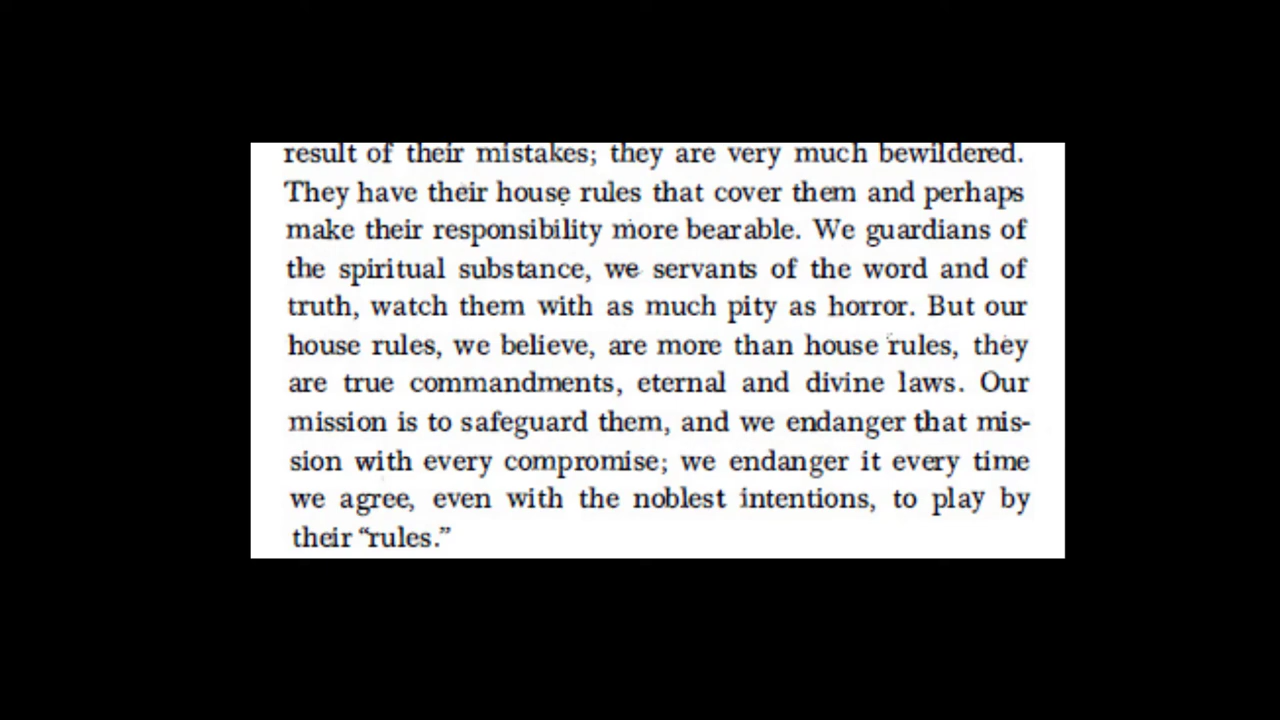 result of their mistakes; they are very much bewildered.
They have their house rules that cover them and perhaps
make their responsibility more bearable. We guardians of
the spiritual substance, we servants of the word and of
truth, watch them with as much pity as horror. But our
house rules, we believe, are more than house rules, they
are true commandments, eternal and divine laws. Our
mission is to safeguard them, and we endanger that mis-
sion with every compromise; we endanger it every time
we agree, even with the noblest intentions, to play by
their “rules.”